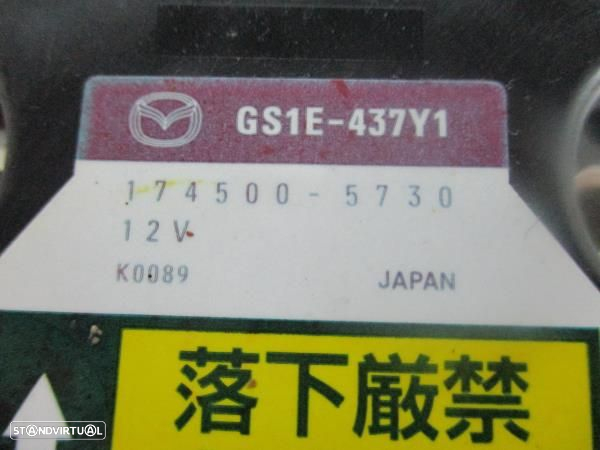 GS1E-437Y1
174500-5730
12V
K0089 JAPAN
落下厳禁
STANDVIRTUAL